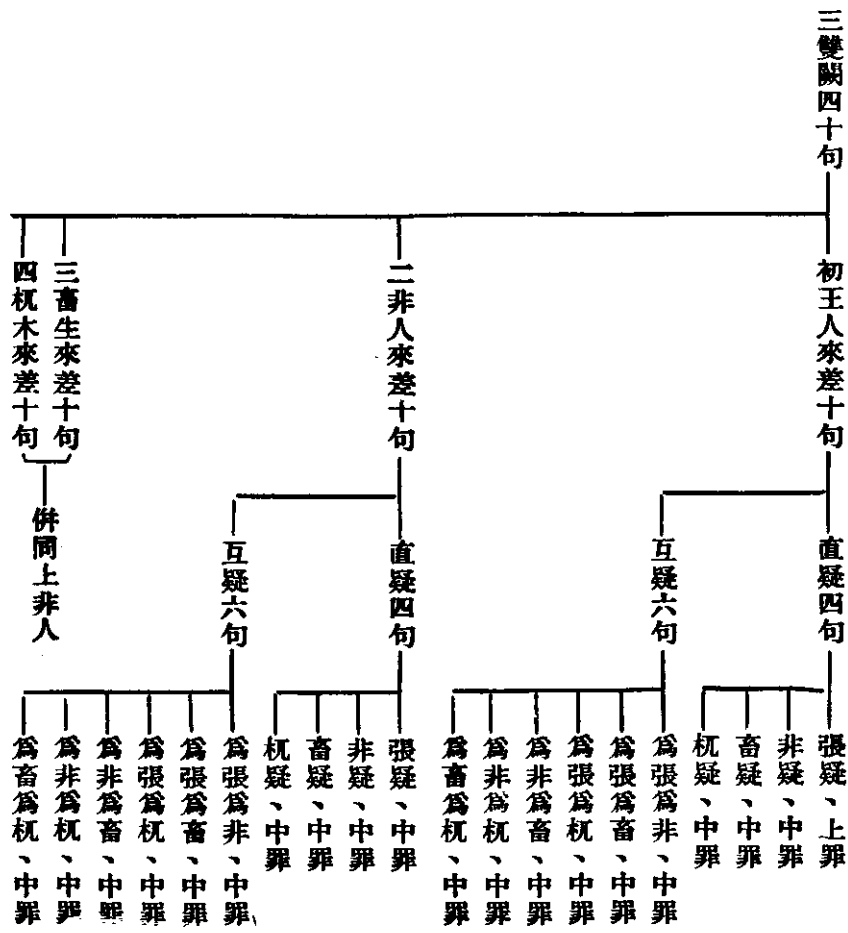 三雙闕四十句
初王人來差十句
直疑四句
張疑、上罪
非疑、中罪
畜疑、中罪
杌疑、中罪
互疑六句
爲張爲非、中罪
爲張爲畜、中罪
爲張爲杌、中罪
爲非爲畜、中罪
爲非爲杌、中罪
爲畜爲杌、中罪
二非人來差十句
直疑四句
張疑、中罪
非疑、中罪
畜疑、中罪
杌疑、中罪
互疑六句
爲張爲非、中罪
爲張爲畜、中罪
爲張爲杌、中罪
爲非爲畜、中罪
爲非爲杌、中罪
爲畜爲杌、中罪
三畜生來差十句
四杌木來差十句
併同上非人